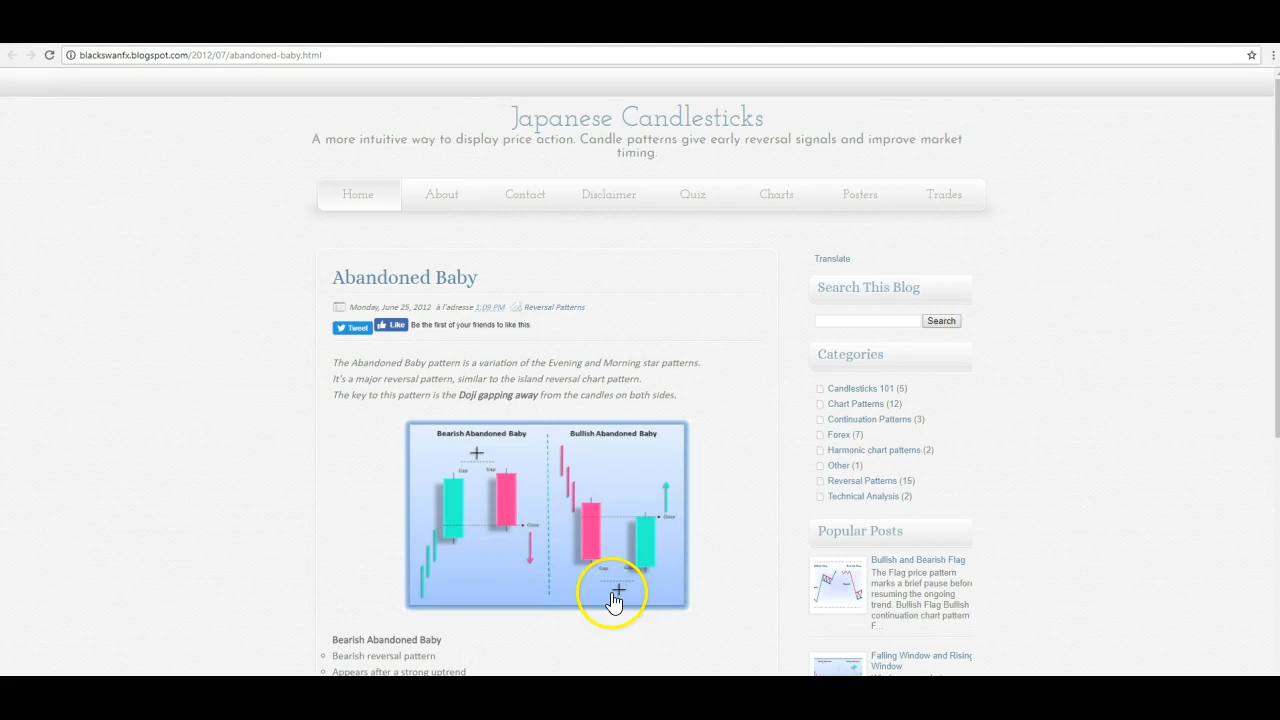 blackswanfx.blogspot.com/2012/07/abandoned-baby.html
Japanese Candlesticks
A more intuitive way to display price action. Candle patterns give early reversal signals and improve market
timing.
Home About Contact Disclaimer Quiz Charts Posters Trades
Abandoned Baby
Monday, June 25, 2012 à l'adresse 1:09 PM Reversal Patterns
Tweet Like Be the first of your friends to like this.
The Abandoned Baby pattern is a variation of the Evening and Morning star patterns.
It's a major reversal pattern, similar to the island reversal chart pattern.
The key to this pattern is the Doji gapping away from the candles on both sides.
Bearish Abandoned Baby Bullish Abandoned Baby
Gap Gap
Close
Close
Gap
Bearish Abandoned Baby
Bearish reversal pattern
Appears after a strong uptrend
Translate
Search This Blog
Search
Categories
Candlesticks 101 (5)
Chart Patterns (12)
Continuation Patterns (3)
Forex (7)
Harmonic chart patterns (2)
Other (1)
Reversal Patterns (15)
Technical Analysis (2)
Popular Posts
Bullish and Bearish Flag
The Flag price pattern
marks a brief pause before
resuming the ongoing
trend. Bullish Flag Bullish
continuation chart pattern
F...
Falling Window and Rising
Window